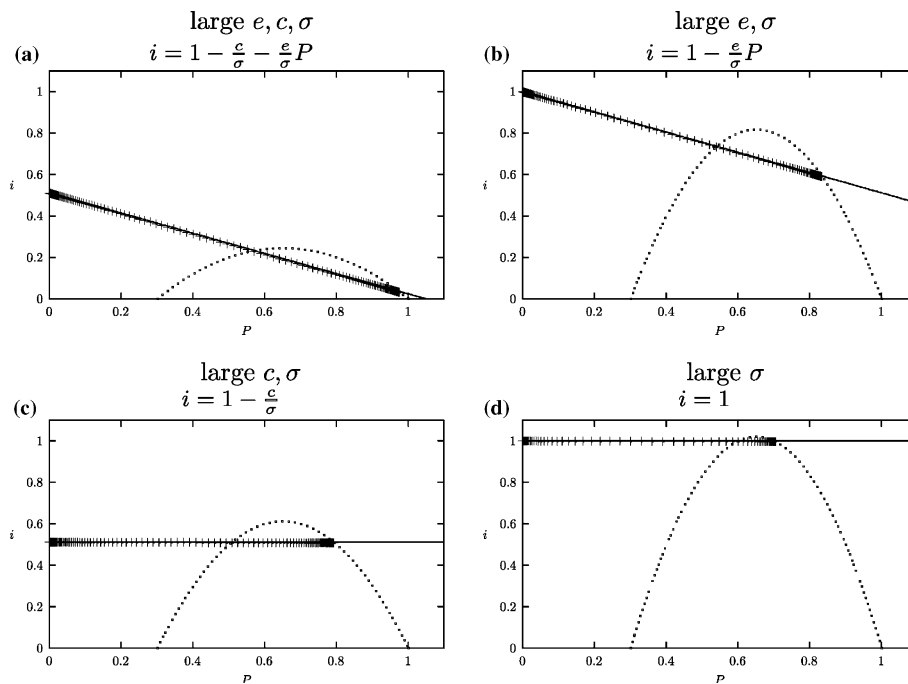 large e, c, σ
(a) i = 1 − c/σ − e/σ P
1
0.8
0.6
i
0.4
0.2
0
0 0.2 0.4 0.6 0.8 1
P
large e, σ
(b) i = 1 − e/σ P
1
0.8
0.6
i
0.4
0.2
0
0 0.2 0.4 0.6 0.8 1
P
large c, σ
(c) i = 1 − c/σ
1
0.8
0.6
i
0.4
0.2
0
0 0.2 0.4 0.6 0.8 1
P
large σ
(d) i = 1
1
0.8
0.6
i
0.4
0.2
0
0 0.2 0.4 0.6 0.8 1
P